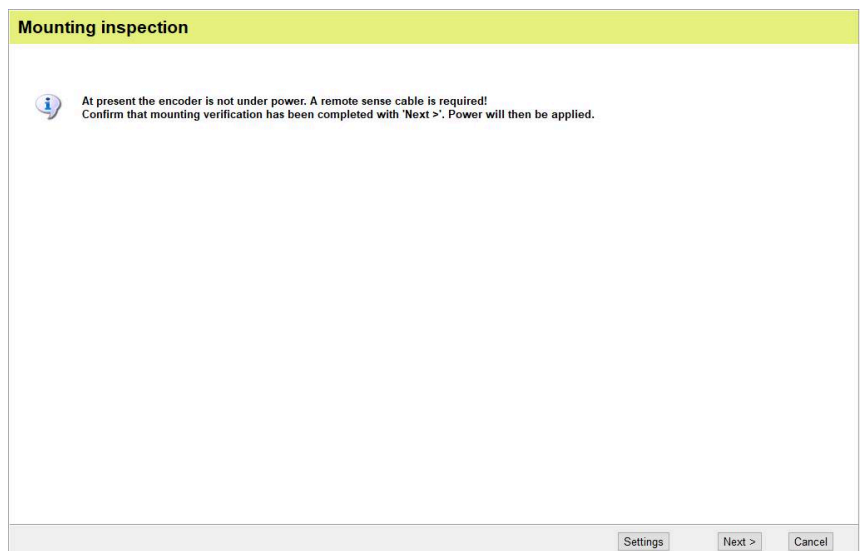 Mounting inspection
At present the encoder is not under power. A remote sense cable is required!
Confirm that mounting verification has been completed with 'Next >'. Power will then be applied.
Settings Next > Cancel